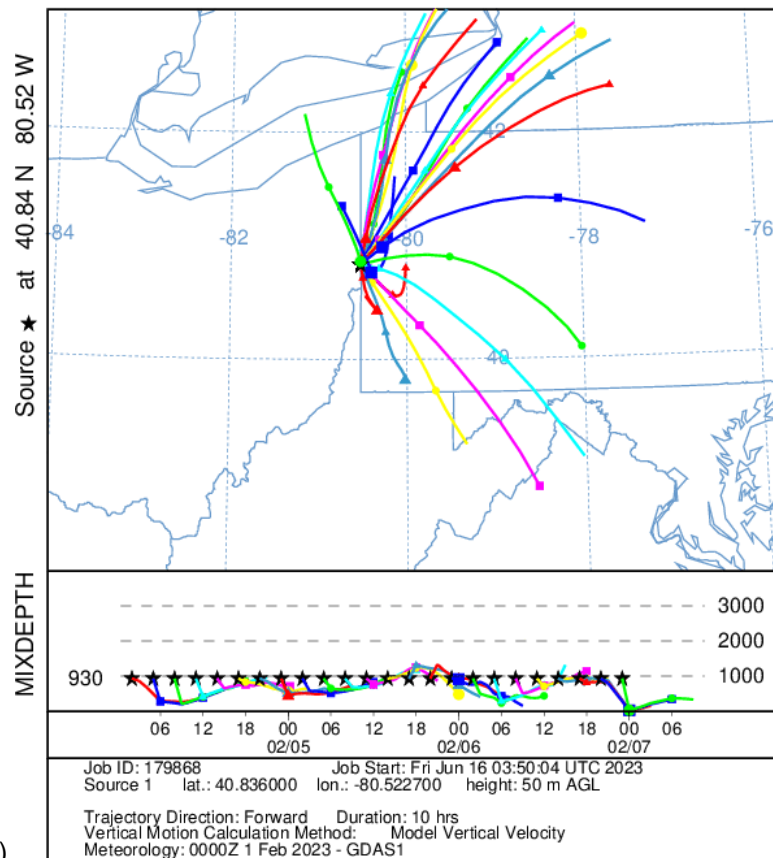 Source ★ at 40.84 N 80.52 W
42
-84
-82
-80
-78
-76
40
MIXDEPTH
3000
2000
930
1000
06 12 18 00 06 12 18 00 06 12 18 00 06
02/05 02/06 02/07
Job ID: 179868 Job Start: Fri Jun 16 03:50:04 UTC 2023
Source 1 lat.: 40.836000 lon.: -80.522700 height: 50 m AGL
Trajectory Direction: Forward Duration: 10 hrs
Vertical Motion Calculation Method: Model Vertical Velocity
)
Meteorology: 0000Z 1 Feb 2023 - GDAS1